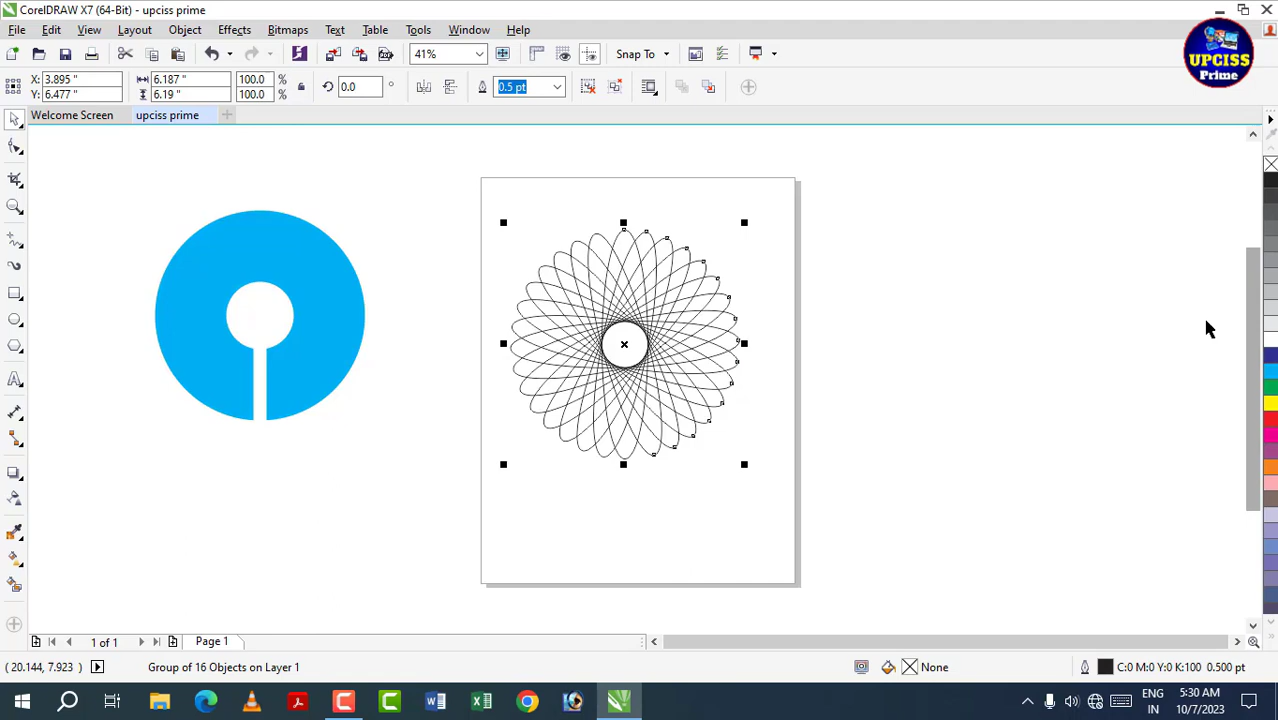 CorelDRAW X7 (64-Bit) - upciss prime
File Edit View Layout Object Effects Bitmaps Text Table Tools Window Help
41% Snap To
X: 3.895 " 6.187 " 100.0 % 0.0 ° 0.5 pt
Y: 6.477 " 6.19 " 100.0 %
UPCISS
Prime
Welcome Screen upciss prime
1 of 1 Page 1
(20.144, 7.923 ) Group of 16 Objects on Layer 1 None C:0 M:0 Y:0 K:100 0.500 pt
ENG 5:30 AM
IN 10/7/2023